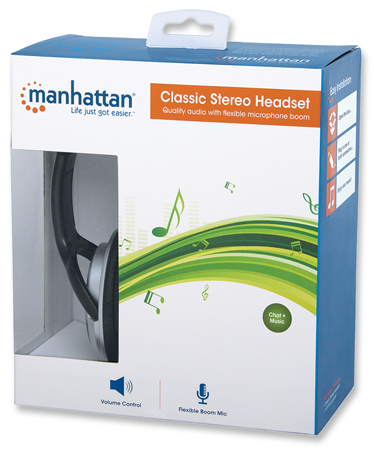 manhattan®
Life just got easier.™
Classic Stereo Headset
Quality audio with flexible microphone boom
Easy Installation
Chat +
Music
Volume Control
Flexible Boom Mic